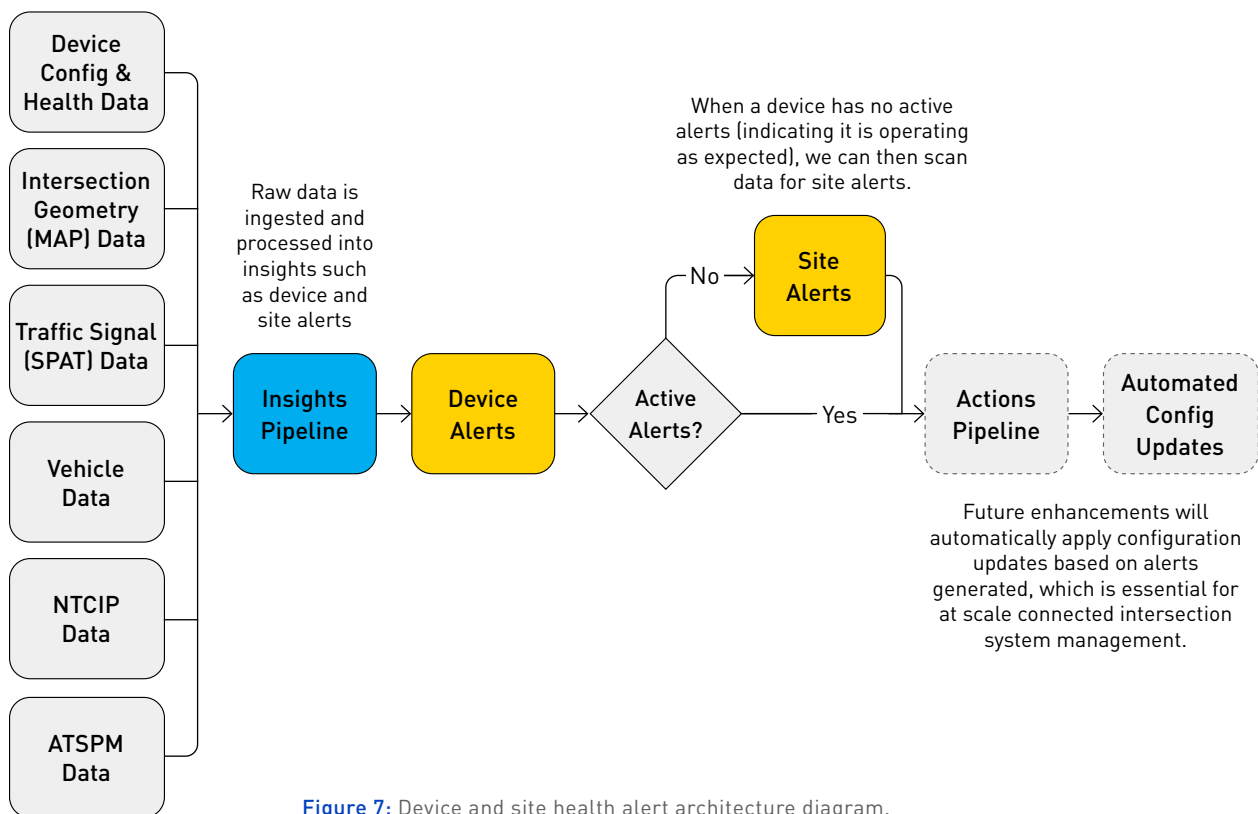 Device
Config &
Health Data
Intersection
Geometry
(MAP) Data
Traffic Signal
(SPAT) Data
Vehicle
Data
NTCIP
Data
ATSPM
Data
Raw data is
ingested and
processed into
insights such
as device and
site alerts
Insights
Pipeline
Device
Alerts
Active
Alerts?
No
When a device has no active
alerts (indicating it is operating
as expected), we can then scan
data for site alerts.
Site
Alerts
Yes
Actions
Pipeline
Automated
Config
Updates
Future enhancements will
automatically apply configuration
updates based on alerts
generated, which is essential for
at scale connected intersection
system management.
Figure 7: Device and site health alert architecture diagram.